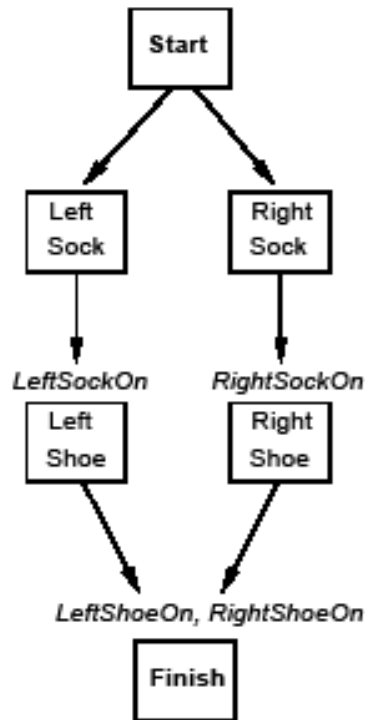 Start
Left
Sock
Right
Sock
LeftSockOn
RightSockOn
Left
Shoe
Right
Shoe
LeftShoeOn, RightShoeOn
Finish